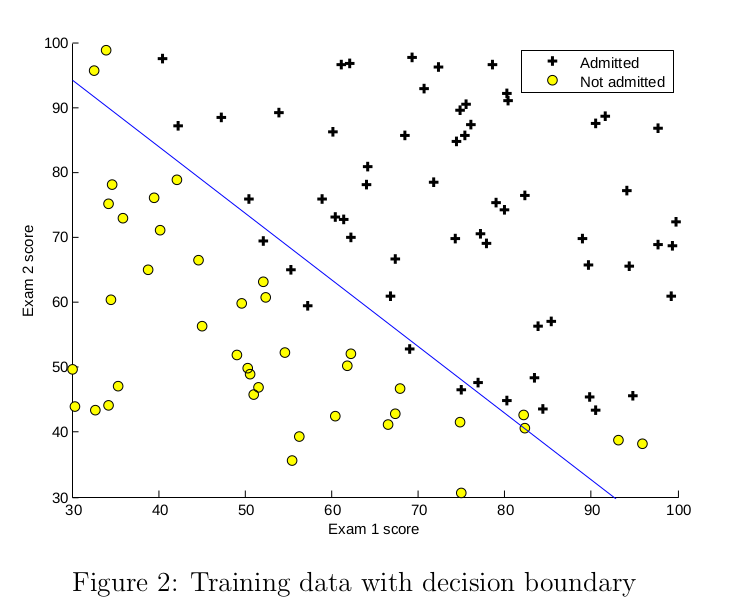 100
90
80
70
60
50
40
30
30 40 50 60 70 80 90 100
Exam 2 score
Exam 1 score
Admitted
Not admitted
Figure 2: Training data with decision boundary